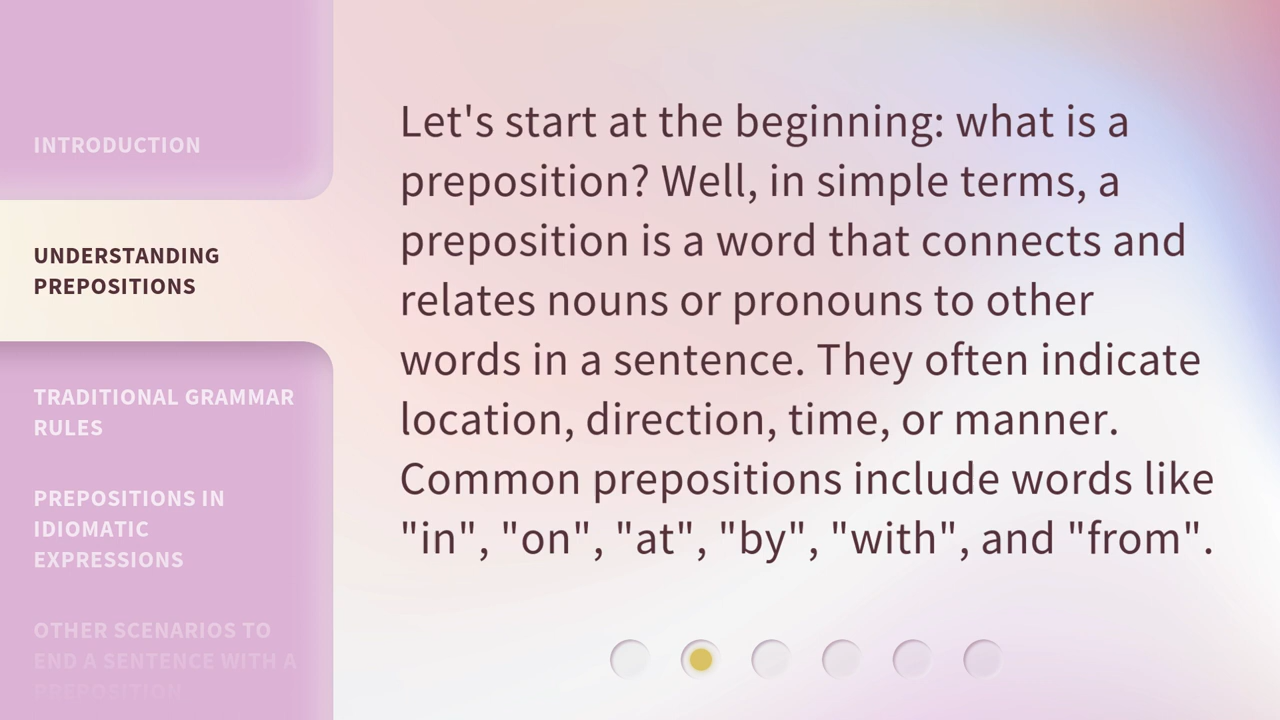 INTRODUCTION
UNDERSTANDING
PREPOSITIONS
TRADITIONAL GRAMMAR
RULES
PREPOSITIONS IN
IDIOMATIC
EXPRESSIONS
OTHER SCENARIOS TO
END A SENTENCE WITH A
PREPOSITION
Let's start at the beginning: what is a
preposition? Well, in simple terms, a
preposition is a word that connects and
relates nouns or pronouns to other
words in a sentence. They often indicate
location, direction, time, or manner.
Common prepositions include words like
"in", "on", "at", "by", "with", and "from".